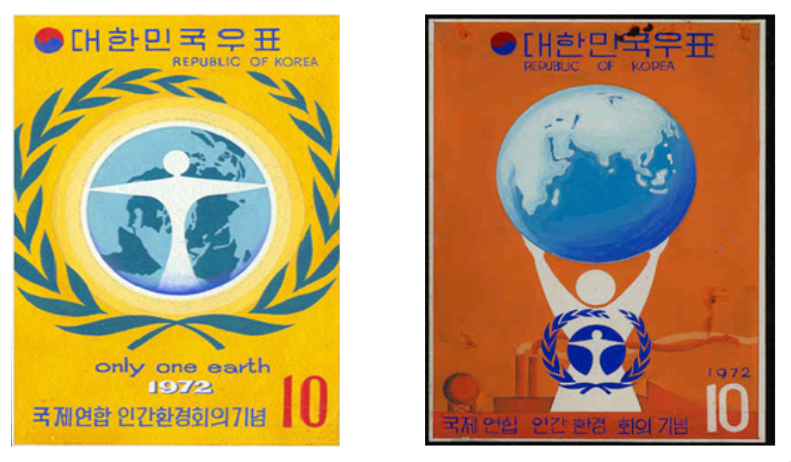 대한민국우표
REPUBLIC OF KOREA
only one earth
1972
10
국제연합 인간환경회의기념
대한민국우표
REPUBLIC OF KOREA
1972
10
국제 연합 인간 환경 회의 기념